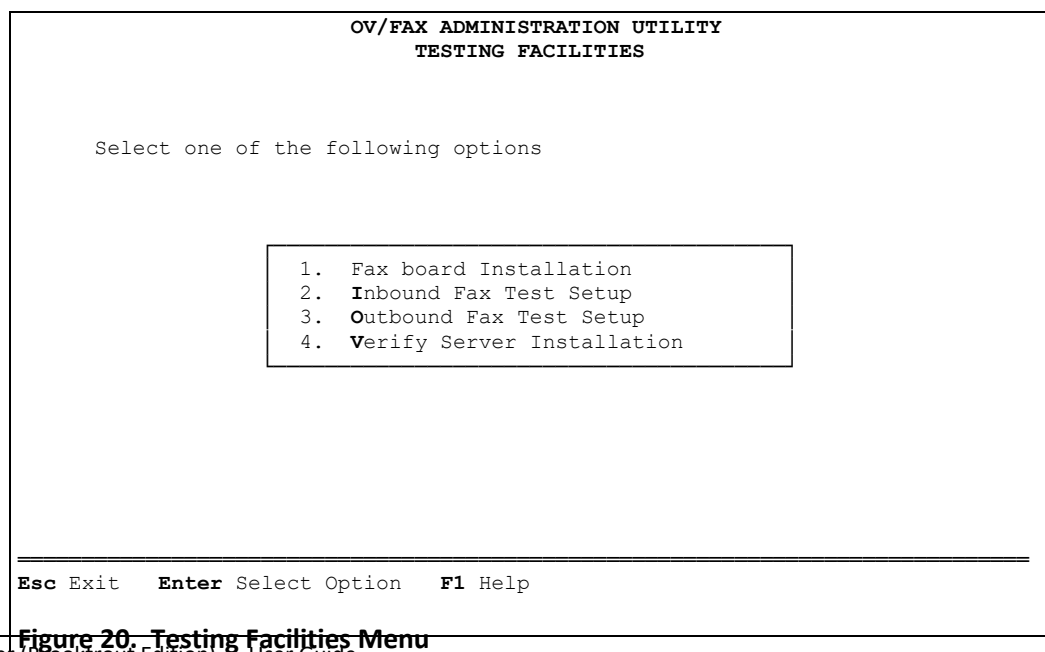 OV/FAX ADMINISTRATION UTILITY
TESTING FACILITIES
Select one of the following options
1. Fax board Installation
2. Inbound Fax Test Setup
3. Outbound Fax Test Setup
4. Verify Server Installation
Esc Exit Enter Select Option F1 Help
Figure 20. Testing Facilities Menu
User Guide